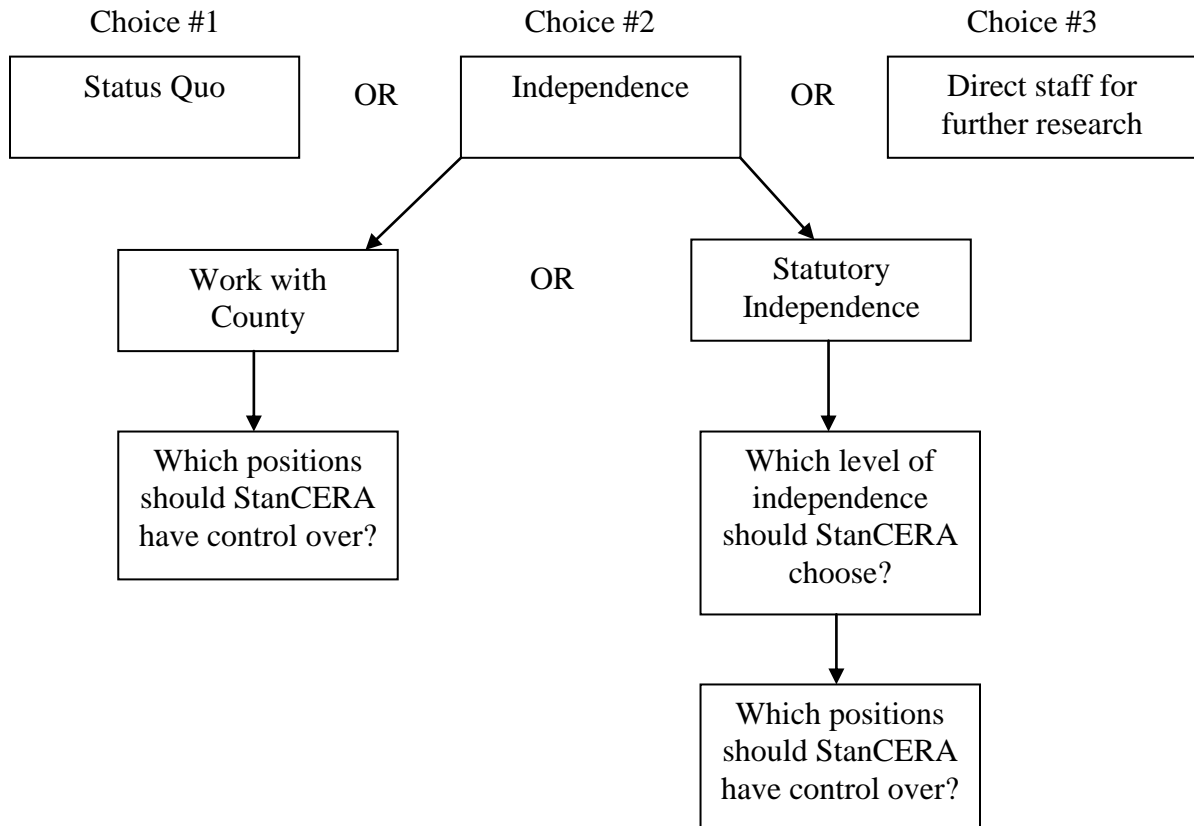 Choice #1
Choice #2
Choice #3
Status Quo
OR
Independence
OR
Direct staff for
further research
Work with
County
OR
Statutory
Independence
Which positions
should StanCERA
have control over?
Which level of
independence
should StanCERA
choose?
Which positions
should StanCERA
have control over?